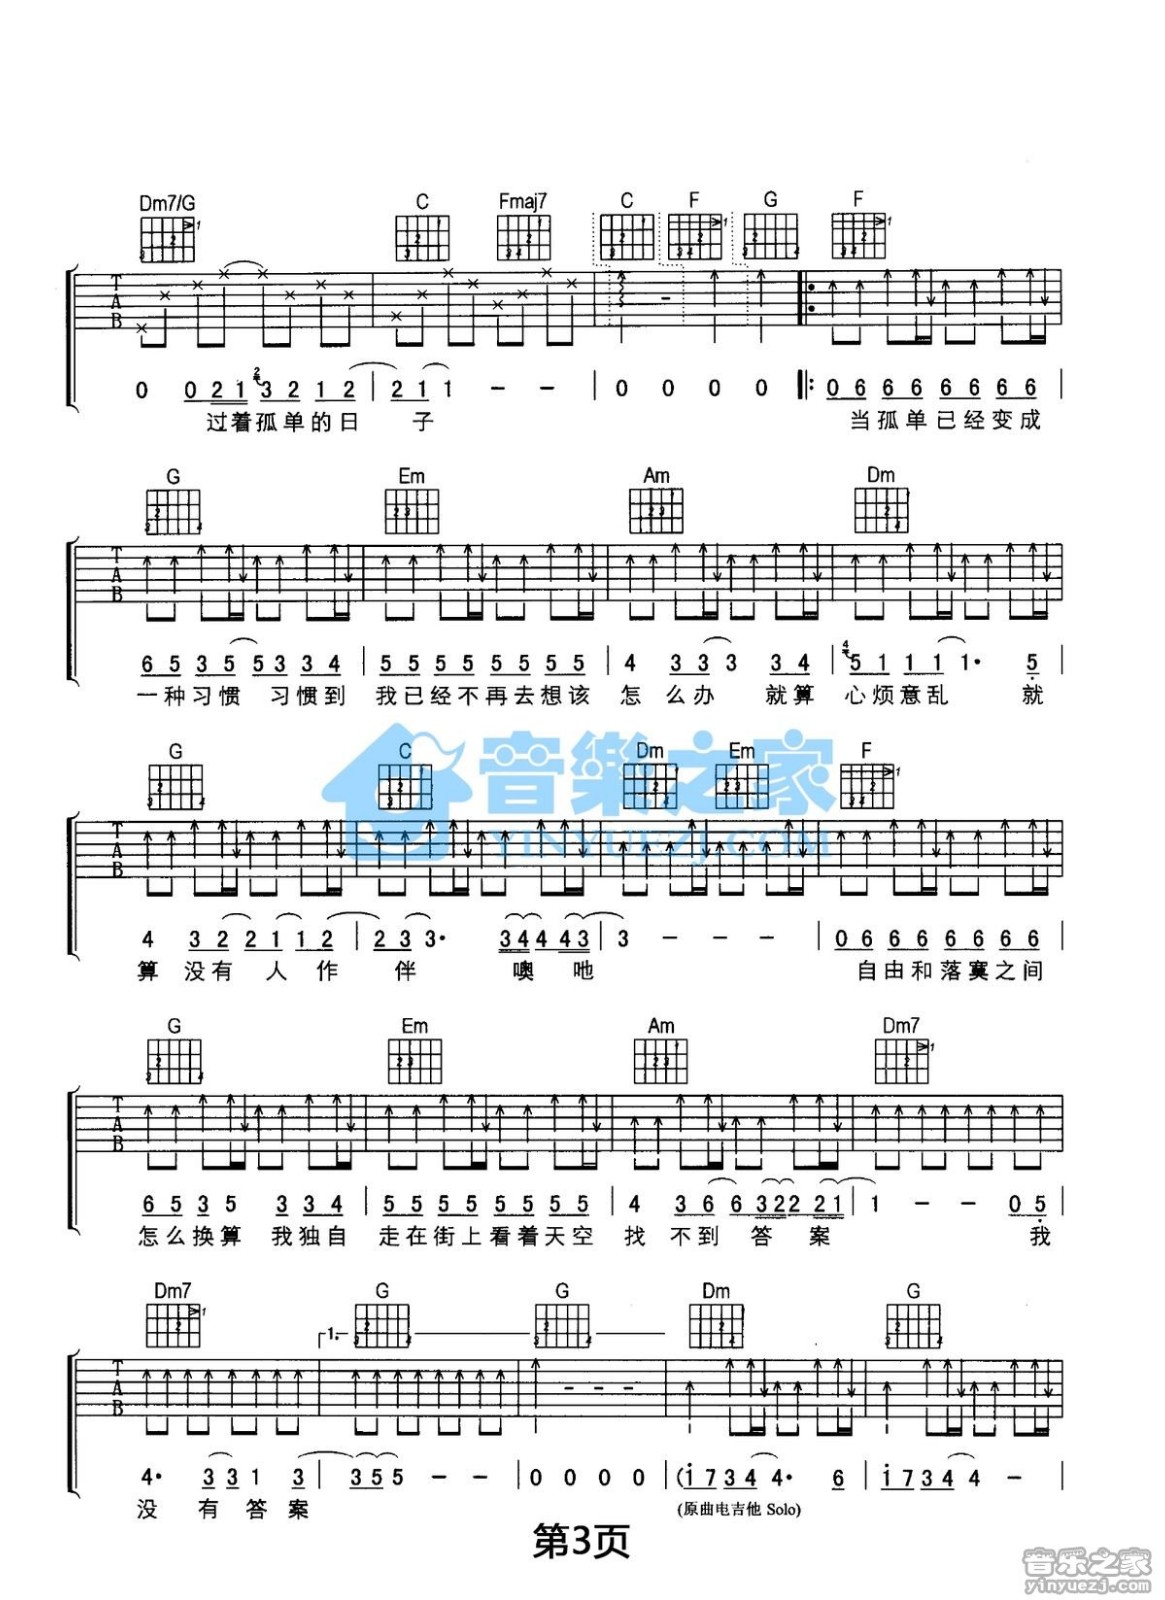 Dm7/G C Fmaj7 C F G F
0 0 2 1 3 2 1 2 | 2 1 1 - - | 0 0 0 0 ‖: 0 6 6 6 6 6 6 6
过着孤单的日 子 当孤单已经变成
G Em Am Dm
T A B
6 5 3 5 5 3 3 4 | 5 5 5 5 5 5 5 5 | 4 3 3 3 3 4 | 5 1 1 1 1· 5 |
一种习惯 习惯到 我已经不再去想该 怎么办 就算 心烦意乱 就
音樂之家
YINYUEZJ.COM
G C Dm Em F
T A B
4 3 2 2 1 1 2 | 2 3 3· 3 4 4 4 3 | 3 - - - | 0 6 6 6 6 6 6 6 |
算 没有 人 作 伴 噢 吔 自由和落寞之间
G Em Am Dm7
T A B
6 5 3 5 3 3 4 | 5 5 5 5 5 5 5 5 | 4 3 6 6 3 2 2 2 1 | 1 - - 0 5 |
怎么换算 我独自 走在街上看着天空 找 不到 答 案 我
Dm7 G G Dm G
1.
T A B
4· 3 3 1 3 | 3 5 5 - - | 0 0 0 0 | (i 7 3 4 4· 6 | i 7 3 4 4 - |
没 有 答 案 (原曲电吉他 Solo)
第3页
音乐之家
yinyuezj.com